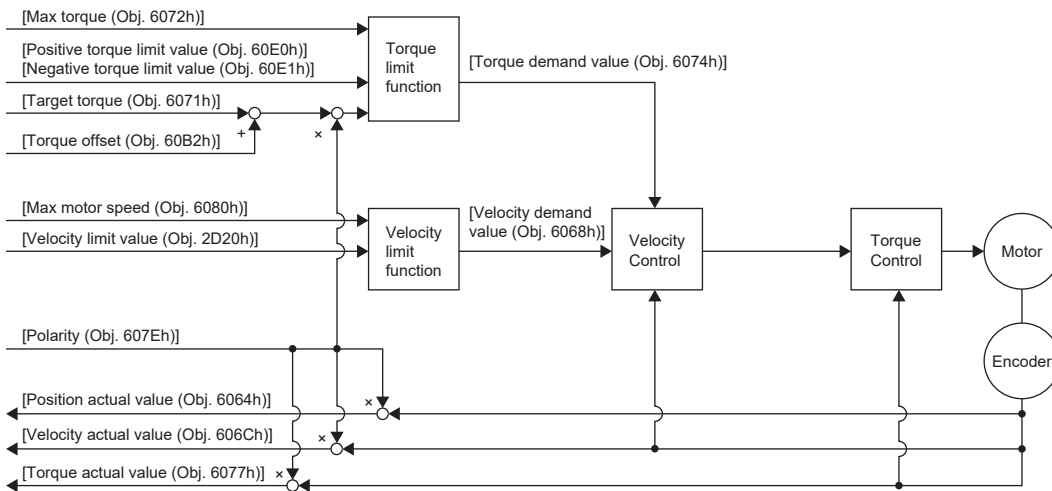 [Max torque (Obj. 6072h)]
[Positive torque limit value (Obj. 60E0h)]
[Negative torque limit value (Obj. 60E1h)]
[Target torque (Obj. 6071h)]
+
×
[Torque offset (Obj. 60B2h)]
Torque
limit
function
[Torque demand value (Obj. 6074h)]
[Max motor speed (Obj. 6080h)]
[Velocity limit value (Obj. 2D20h)]
Velocity
limit
function
[Velocity demand
value (Obj. 6068h)]
Velocity
Control
Torque
Control
Motor
Encoder
[Polarity (Obj. 607Eh)]
[Position actual value (Obj. 6064h)]
×
[Velocity actual value (Obj. 606Ch)]
×
[Torque actual value (Obj. 6077h)]
×